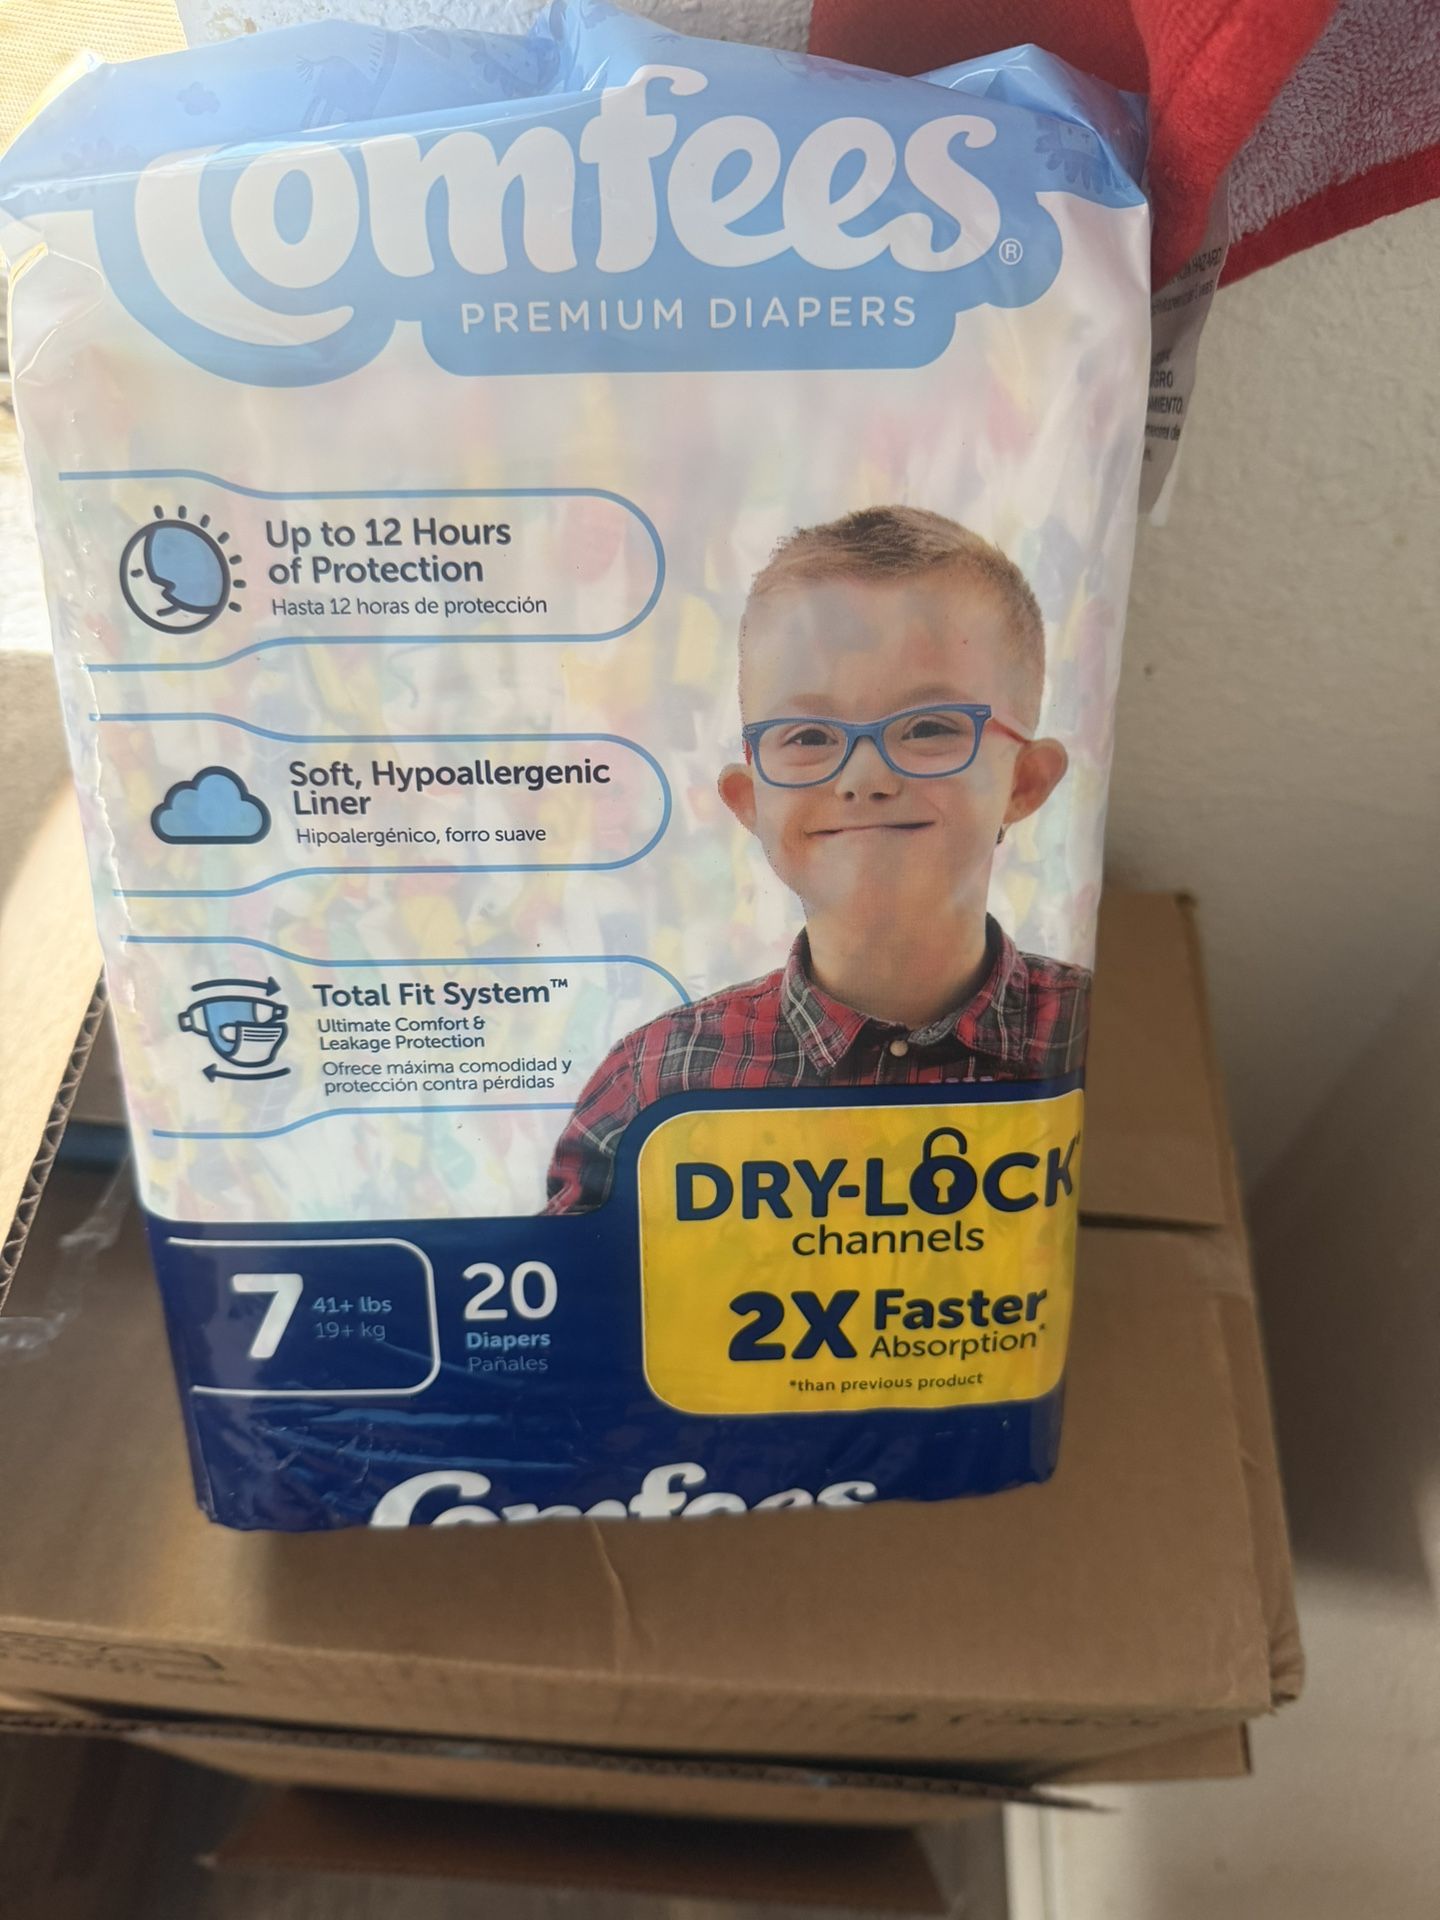 Comfees®
PREMIUM DIAPERS
Up to 12 Hours
of Protection
Hasta 12 horas de protección
Soft, Hypoallergenic
Liner
Hipoalergénico, forro suave
Total Fit System™
Ultimate Comfort &
Leakage Protection
Ofrece máxima comodidad y
protección contra pérdidas
DRY-LOCK
channels
2X Faster
Absorption*
*than previous product
7
41+ lbs
19+ kg
20
Diapers
Pañales
Comfees